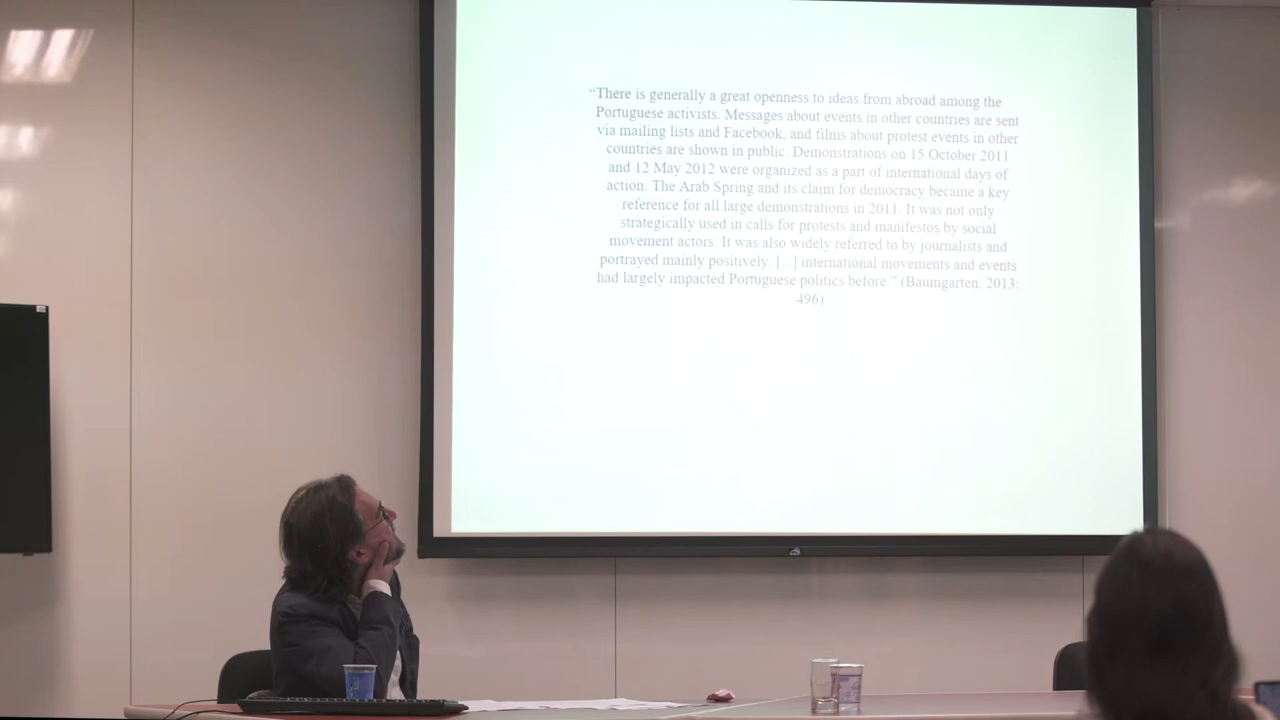 “There is generally a great openness to ideas from abroad among the
Portuguese activists. Messages about events in other countries are sent
via mailing lists and Facebook, and films about protest events in other
countries are shown in public. Demonstrations on 15 October 2011
and 12 May 2012 were organized as a part of international days of
action. The Arab Spring and its claim for democracy became a key
reference for all large demonstrations in 2011. It was not only
strategically used in calls for protests and manifestos by social
movement actors. It was also widely referred to by journalists and
portrayed mainly positively. [...] international movements and events
had largely impacted Portuguese politics before.” (Baumgarten, 2013:
496)